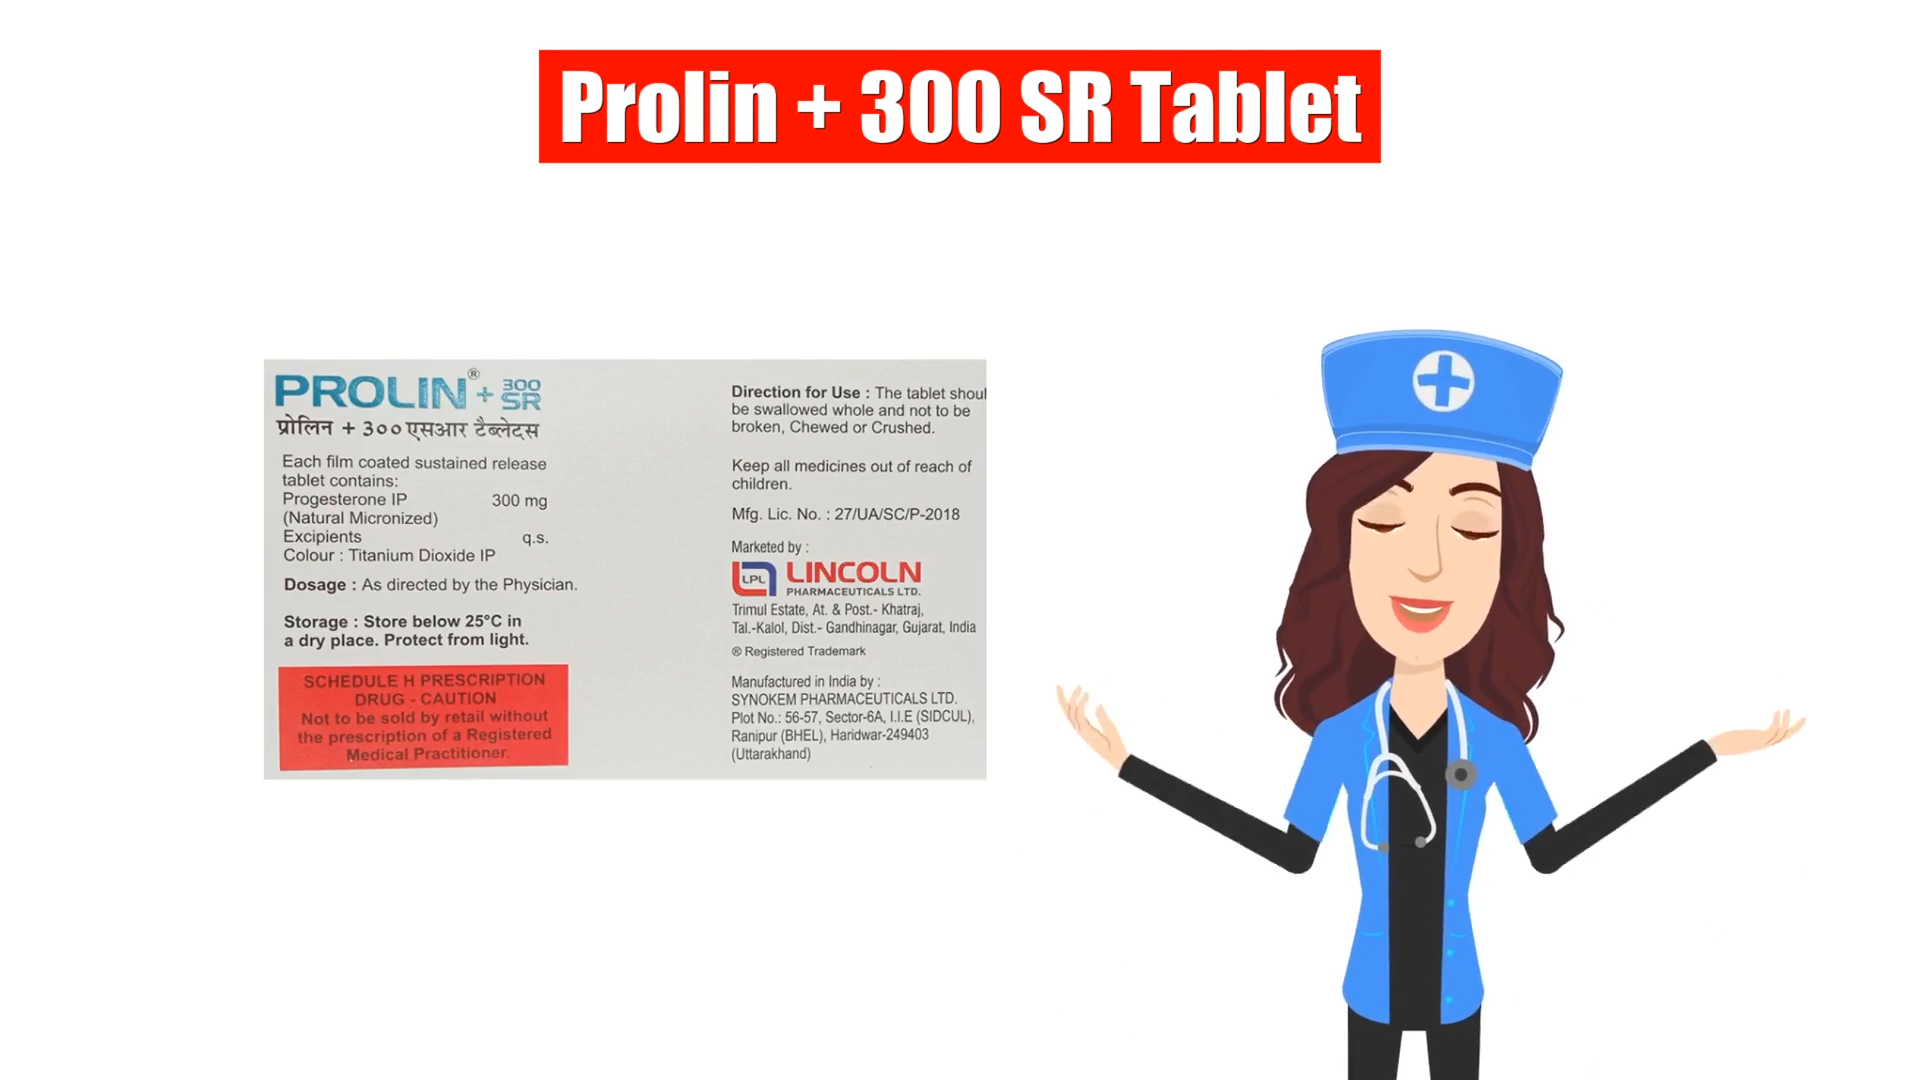 Prolin + 300 SR Tablet
PROLIN® + 300 SR
प्रोलिन + ३०० एसआर टैब्लेट्स
Each film coated sustained release
tablet contains:
Progesterone IP 300 mg
(Natural Micronized)
Excipients q.s.
Colour : Titanium Dioxide IP
Dosage : As directed by the Physician.
Storage : Store below 25°C in
a dry place. Protect from light.
SCHEDULE H PRESCRIPTION
DRUG - CAUTION
Not to be sold by retail without
the prescription of a Registered
Medical Practitioner.
Direction for Use : The tablet shoul
be swallowed whole and not to be
broken, Chewed or Crushed.
Keep all medicines out of reach of
children.
Mfg. Lic. No. : 27/UA/SC/P-2018
Marketed by :
LPL LINCOLN
PHARMACEUTICALS LTD.
Trimul Estate, At. & Post.- Khatraj,
Tal.-Kalol, Dist.- Gandhinagar, Gujarat, India
® Registered Trademark
Manufactured in India by :
SYNOKEM PHARMACEUTICALS LTD.
Plot No.: 56-57, Sector-6A, I.I.E (SIDCUL),
Ranipur (BHEL), Haridwar-249403
(Uttarakhand)